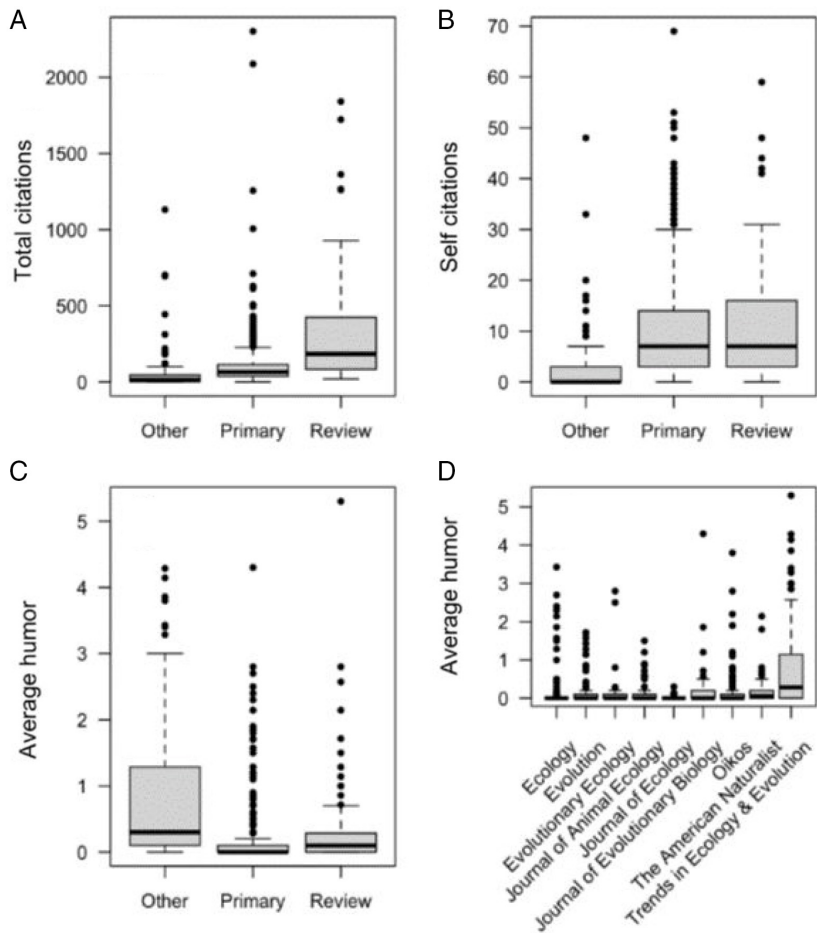 A
Total citations
2000
1500
1000
500
0
Other Primary Review
B
Self citations
70
60
50
40
30
20
10
0
Other Primary Review
C
Average humor
5
4
3
2
1
0
Other Primary Review
D
Average humor
5
4
3
2
1
0
Ecology
Evolution
Evolutionary Ecology
Journal of Animal Ecology
Journal of Ecology
Journal of Evolutionary Biology
Oikos
The American Naturalist
Trends in Ecology & Evolution